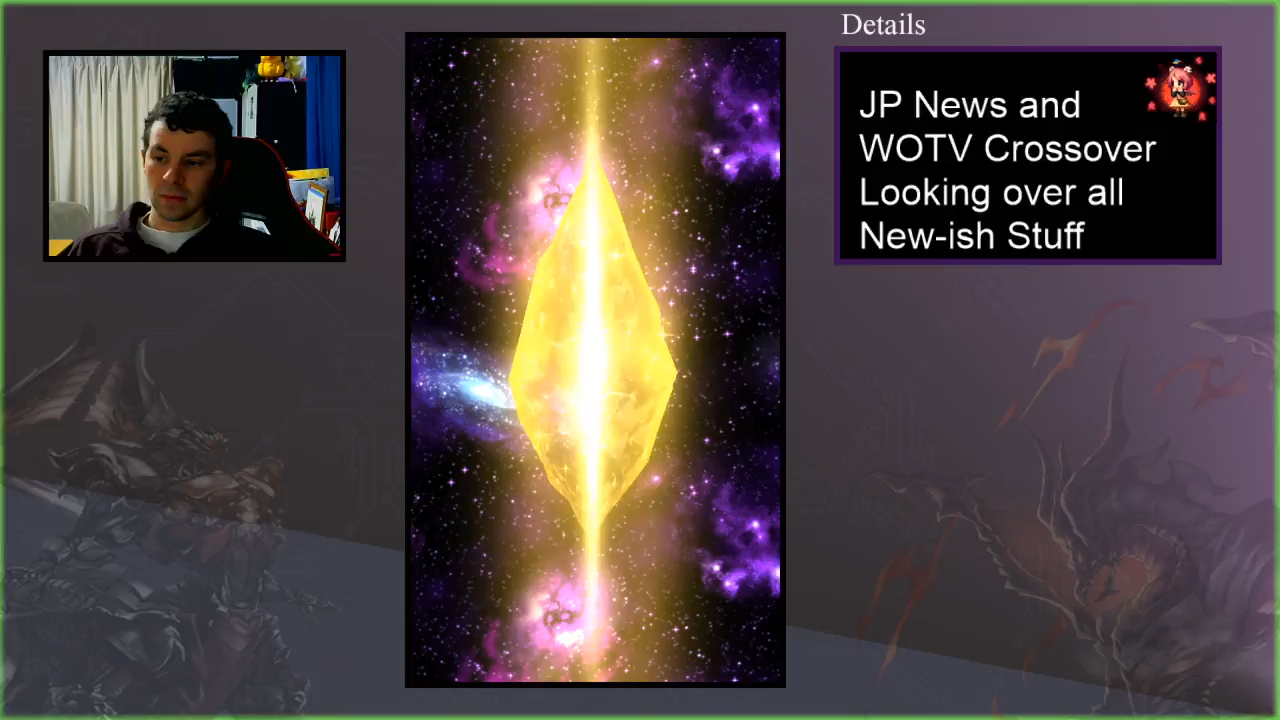 Details
JP News and
WOTV Crossover
Looking over all
New-ish Stuff